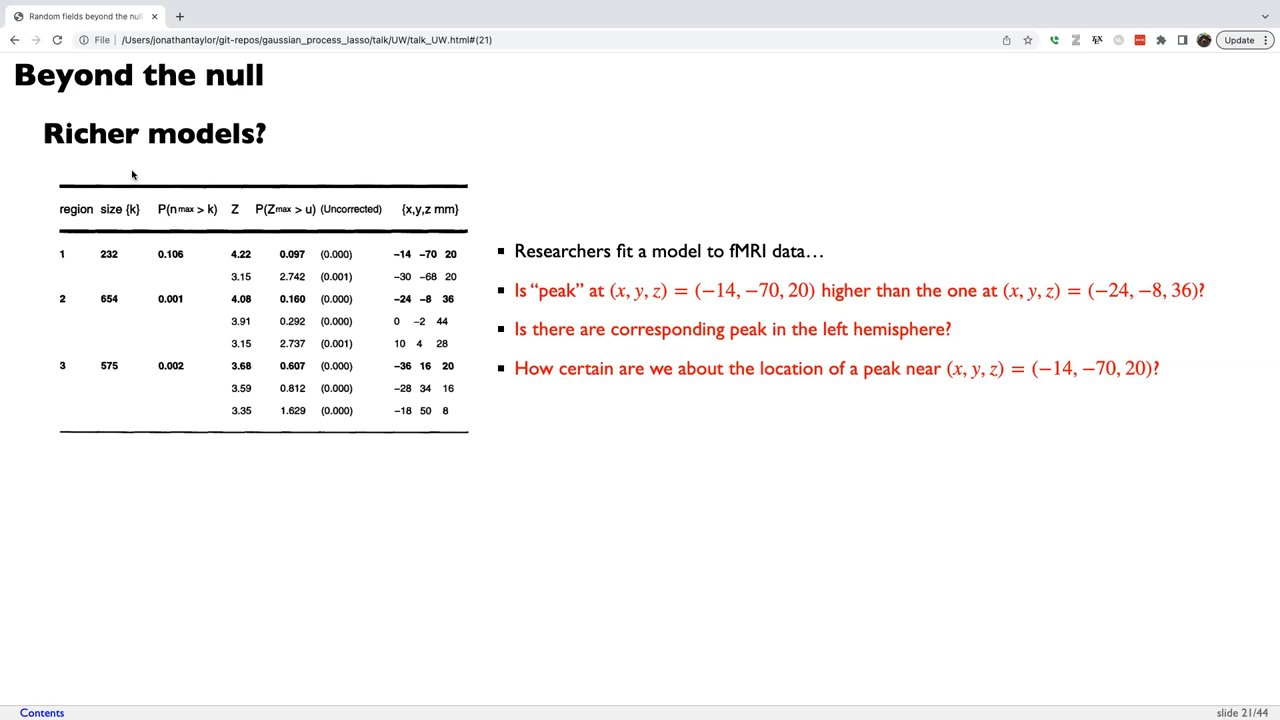 Random fields beyond the nul
File /Users/jonathantaylor/git-repos/gaussian_process_lasso/talk/UW/talk_UW.html#(21)
Update
Beyond the null
Richer models?
region size {k} P(nmax > k) Z P(Zmax > u) (Uncorrected) {x,y,z mm}
1 232 0.106 4.22 0.097 (0.000) −14 −70 20
3.15 2.742 (0.001) −30 −68 20
2 654 0.001 4.08 0.160 (0.000) −24 −8 36
3.91 0.292 (0.000) 0 −2 44
3.15 2.737 (0.001) 10 4 28
3 575 0.002 3.68 0.607 (0.000) −36 16 20
3.59 0.812 (0.000) −28 34 16
3.35 1.629 (0.000) −18 50 8
▪ Researchers fit a model to fMRI data…
▪ Is “peak” at (x, y, z) = (−14, −70, 20) higher than the one at (x, y, z) = (−24, −8, 36)?
▪ Is there are corresponding peak in the left hemisphere?
▪ How certain are we about the location of a peak near (x, y, z) = (−14, −70, 20)?
Contents
slide 21/44